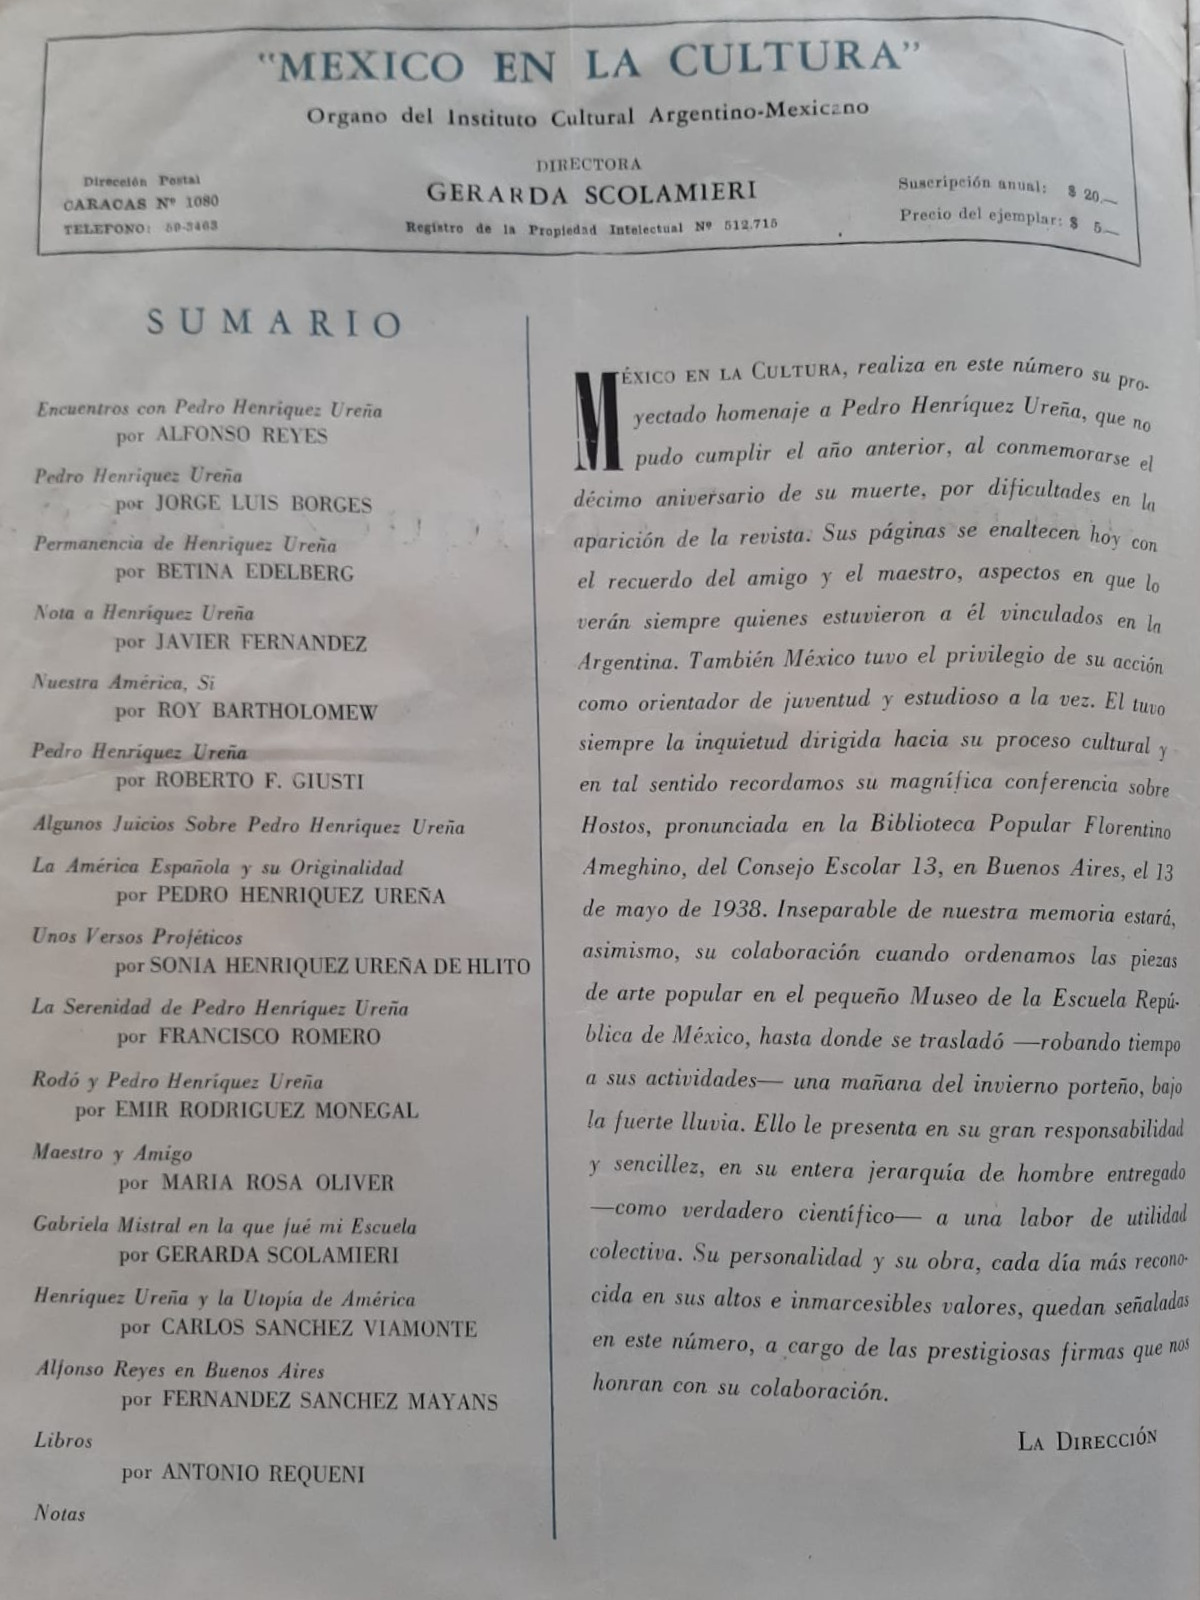 "MEXICO EN LA CULTURA"
Organo del Instituto Cultural Argentino-Mexicano
Dirección Postal
CARACAS Nº 1080
TELEFONO: 50-3463
DIRECTORA
GERARDA SCOLAMIERI
Registro de la Propiedad Intelectual Nº 512.715
Suscripción anual: $ 20.—
Precio del ejemplar: $ 5.—
SUMARIO
Encuentros con Pedro Henríquez Ureña
por ALFONSO REYES
Pedro Henríquez Ureña
por JORGE LUIS BORGES
Permanencia de Henríquez Ureña
por BETINA EDELBERG
Nota a Henríquez Ureña
por JAVIER FERNANDEZ
Nuestra América, Si
por ROY BARTHOLOMEW
Pedro Henríquez Ureña
por ROBERTO F. GIUSTI
Algunos Juicios Sobre Pedro Henríquez Ureña
La América Española y su Originalidad
por PEDRO HENRIQUEZ UREÑA
Unos Versos Proféticos
por SONIA HENRIQUEZ UREÑA DE HLITO
La Serenidad de Pedro Henríquez Ureña
por FRANCISCO ROMERO
Rodó y Pedro Henríquez Ureña
por EMIR RODRIGUEZ MONEGAL
Maestro y Amigo
por MARIA ROSA OLIVER
Gabriela Mistral en la que fué mi Escuela
por GERARDA SCOLAMIERI
Henríquez Ureña y la Utopía de América
por CARLOS SANCHEZ VIAMONTE
Alfonso Reyes en Buenos Aires
por FERNANDEZ SANCHEZ MAYANS
Libros
por ANTONIO REQUENI
Notas
MÉXICO EN LA CULTURA, realiza en este número su pro-
yectado homenaje a Pedro Henríquez Ureña, que no
pudo cumplir el año anterior, al conmemorarse el
décimo aniversario de su muerte, por dificultades en la
aparición de la revista. Sus páginas se enaltecen hoy con
el recuerdo del amigo y el maestro, aspectos en que lo
verán siempre quienes estuvieron a él vinculados en la
Argentina. También México tuvo el privilegio de su acción
como orientador de juventud y estudioso a la vez. El tuvo
siempre la inquietud dirigida hacia su proceso cultural y
en tal sentido recordamos su magnífica conferencia sobre
Hostos, pronunciada en la Biblioteca Popular Florentino
Ameghino, del Consejo Escolar 13, en Buenos Aires, el 13
de mayo de 1938. Inseparable de nuestra memoria estará,
asimismo, su colaboración cuando ordenamos las piezas
de arte popular en el pequeño Museo de la Escuela Repú-
blica de México, hasta donde se trasladó —robando tiempo
a sus actividades— una mañana del invierno porteño, bajo
la fuerte lluvia. Ello le presenta en su gran responsabilidad
y sencillez, en su entera jerarquía de hombre entregado
—como verdadero científico— a una labor de utilidad
colectiva. Su personalidad y su obra, cada día más recono-
cida en sus altos e inmarcesibles valores, quedan señaladas
en este número, a cargo de las prestigiosas firmas que nos
honran con su colaboración.
LA DIRECCIÓN